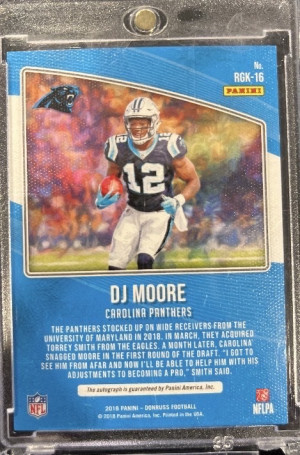 No.
RGK-16
PANINI
12
DJ MOORE
CAROLINA PANTHERS
THE PANTHERS STOCKED UP ON WIDE RECEIVERS FROM THE
UNIVERSITY OF MARYLAND IN 2018. IN MARCH, THEY ACQUIRED
TORREY SMITH FROM THE EAGLES. A MONTH LATER, CAROLINA
SNAGGED MOORE IN THE FIRST ROUND OF THE DRAFT. "I GOT TO
SEE HIM FROM AFAR AND NOW I'LL BE ABLE TO HELP HIM WITH HIS
ADJUSTMENTS TO BECOMING A PRO," SMITH SAID.
The autograph is guaranteed by Panini America, Inc.
NFL
NFLPA
2018 PANINI - DONRUSS FOOTBALL
© 2018 Panini America, Inc. Printed in the USA.